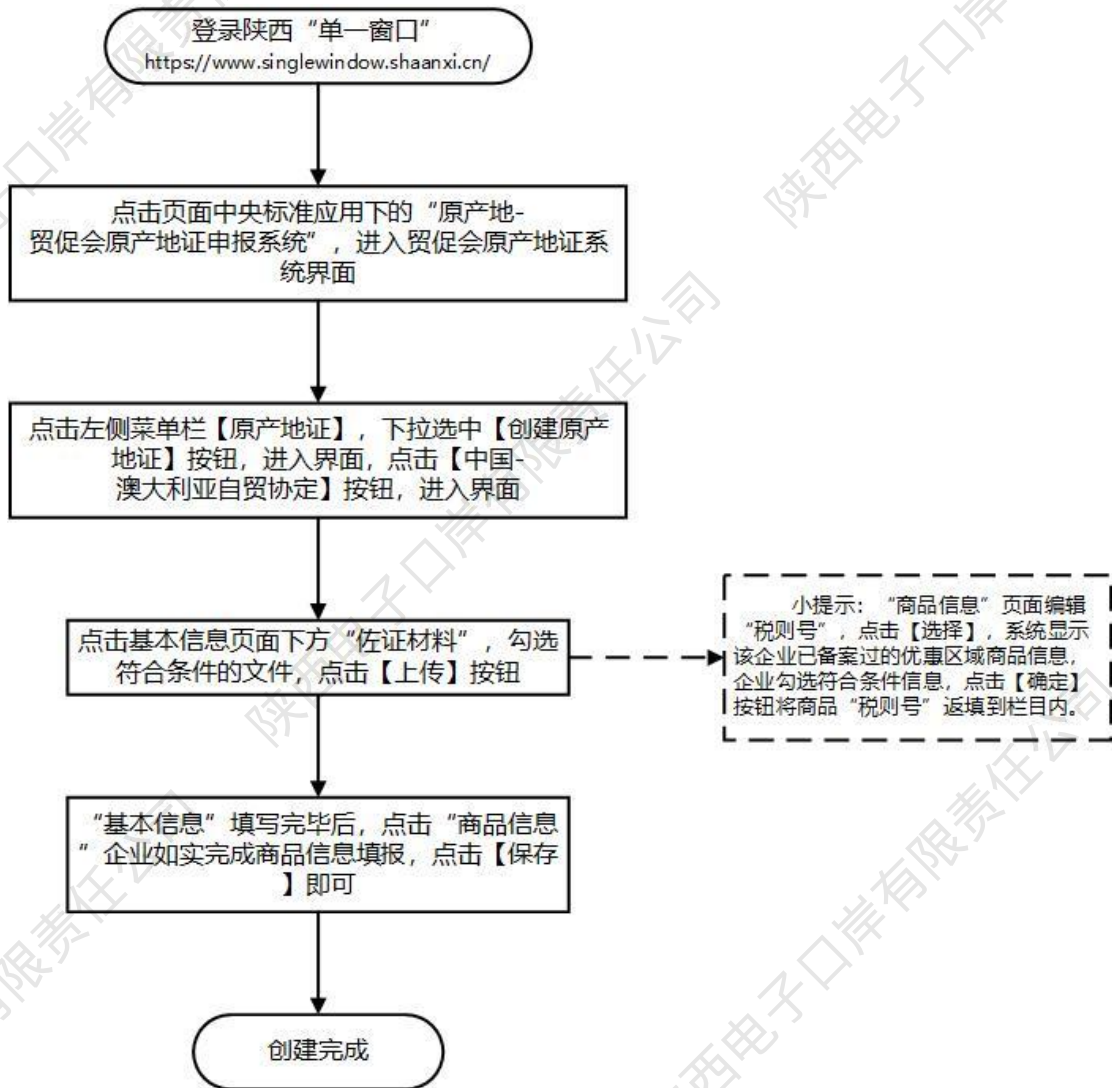 登录陕西“单一窗口”
https://www.singlewindow.shaanxi.cn/
点击页面中央标准应用下的“原产地-
贸促会原产地证申报系统”，进入贸促会原产地证系
统界面
点击左侧菜单栏【原产地证】，下拉选中【创建原产
地证】按钮，进入界面，点击【中国-
澳大利亚自贸协定】按钮，进入界面
点击基本信息页面下方“佐证材料”，勾选
符合条件的文件，点击【上传】按钮
小提示：“商品信息”页面编辑
“税则号”，点击【选择】，系统显示
该企业已备案过的优惠区域商品信息，
企业勾选符合条件信息，点击【确定】
按钮将商品“税则号”返填到栏目内。
“基本信息”填写完毕后，点击“商品信息
”企业如实完成商品信息填报，点击【保存
】即可
创建完成
陕西电子口岸有限责任公司